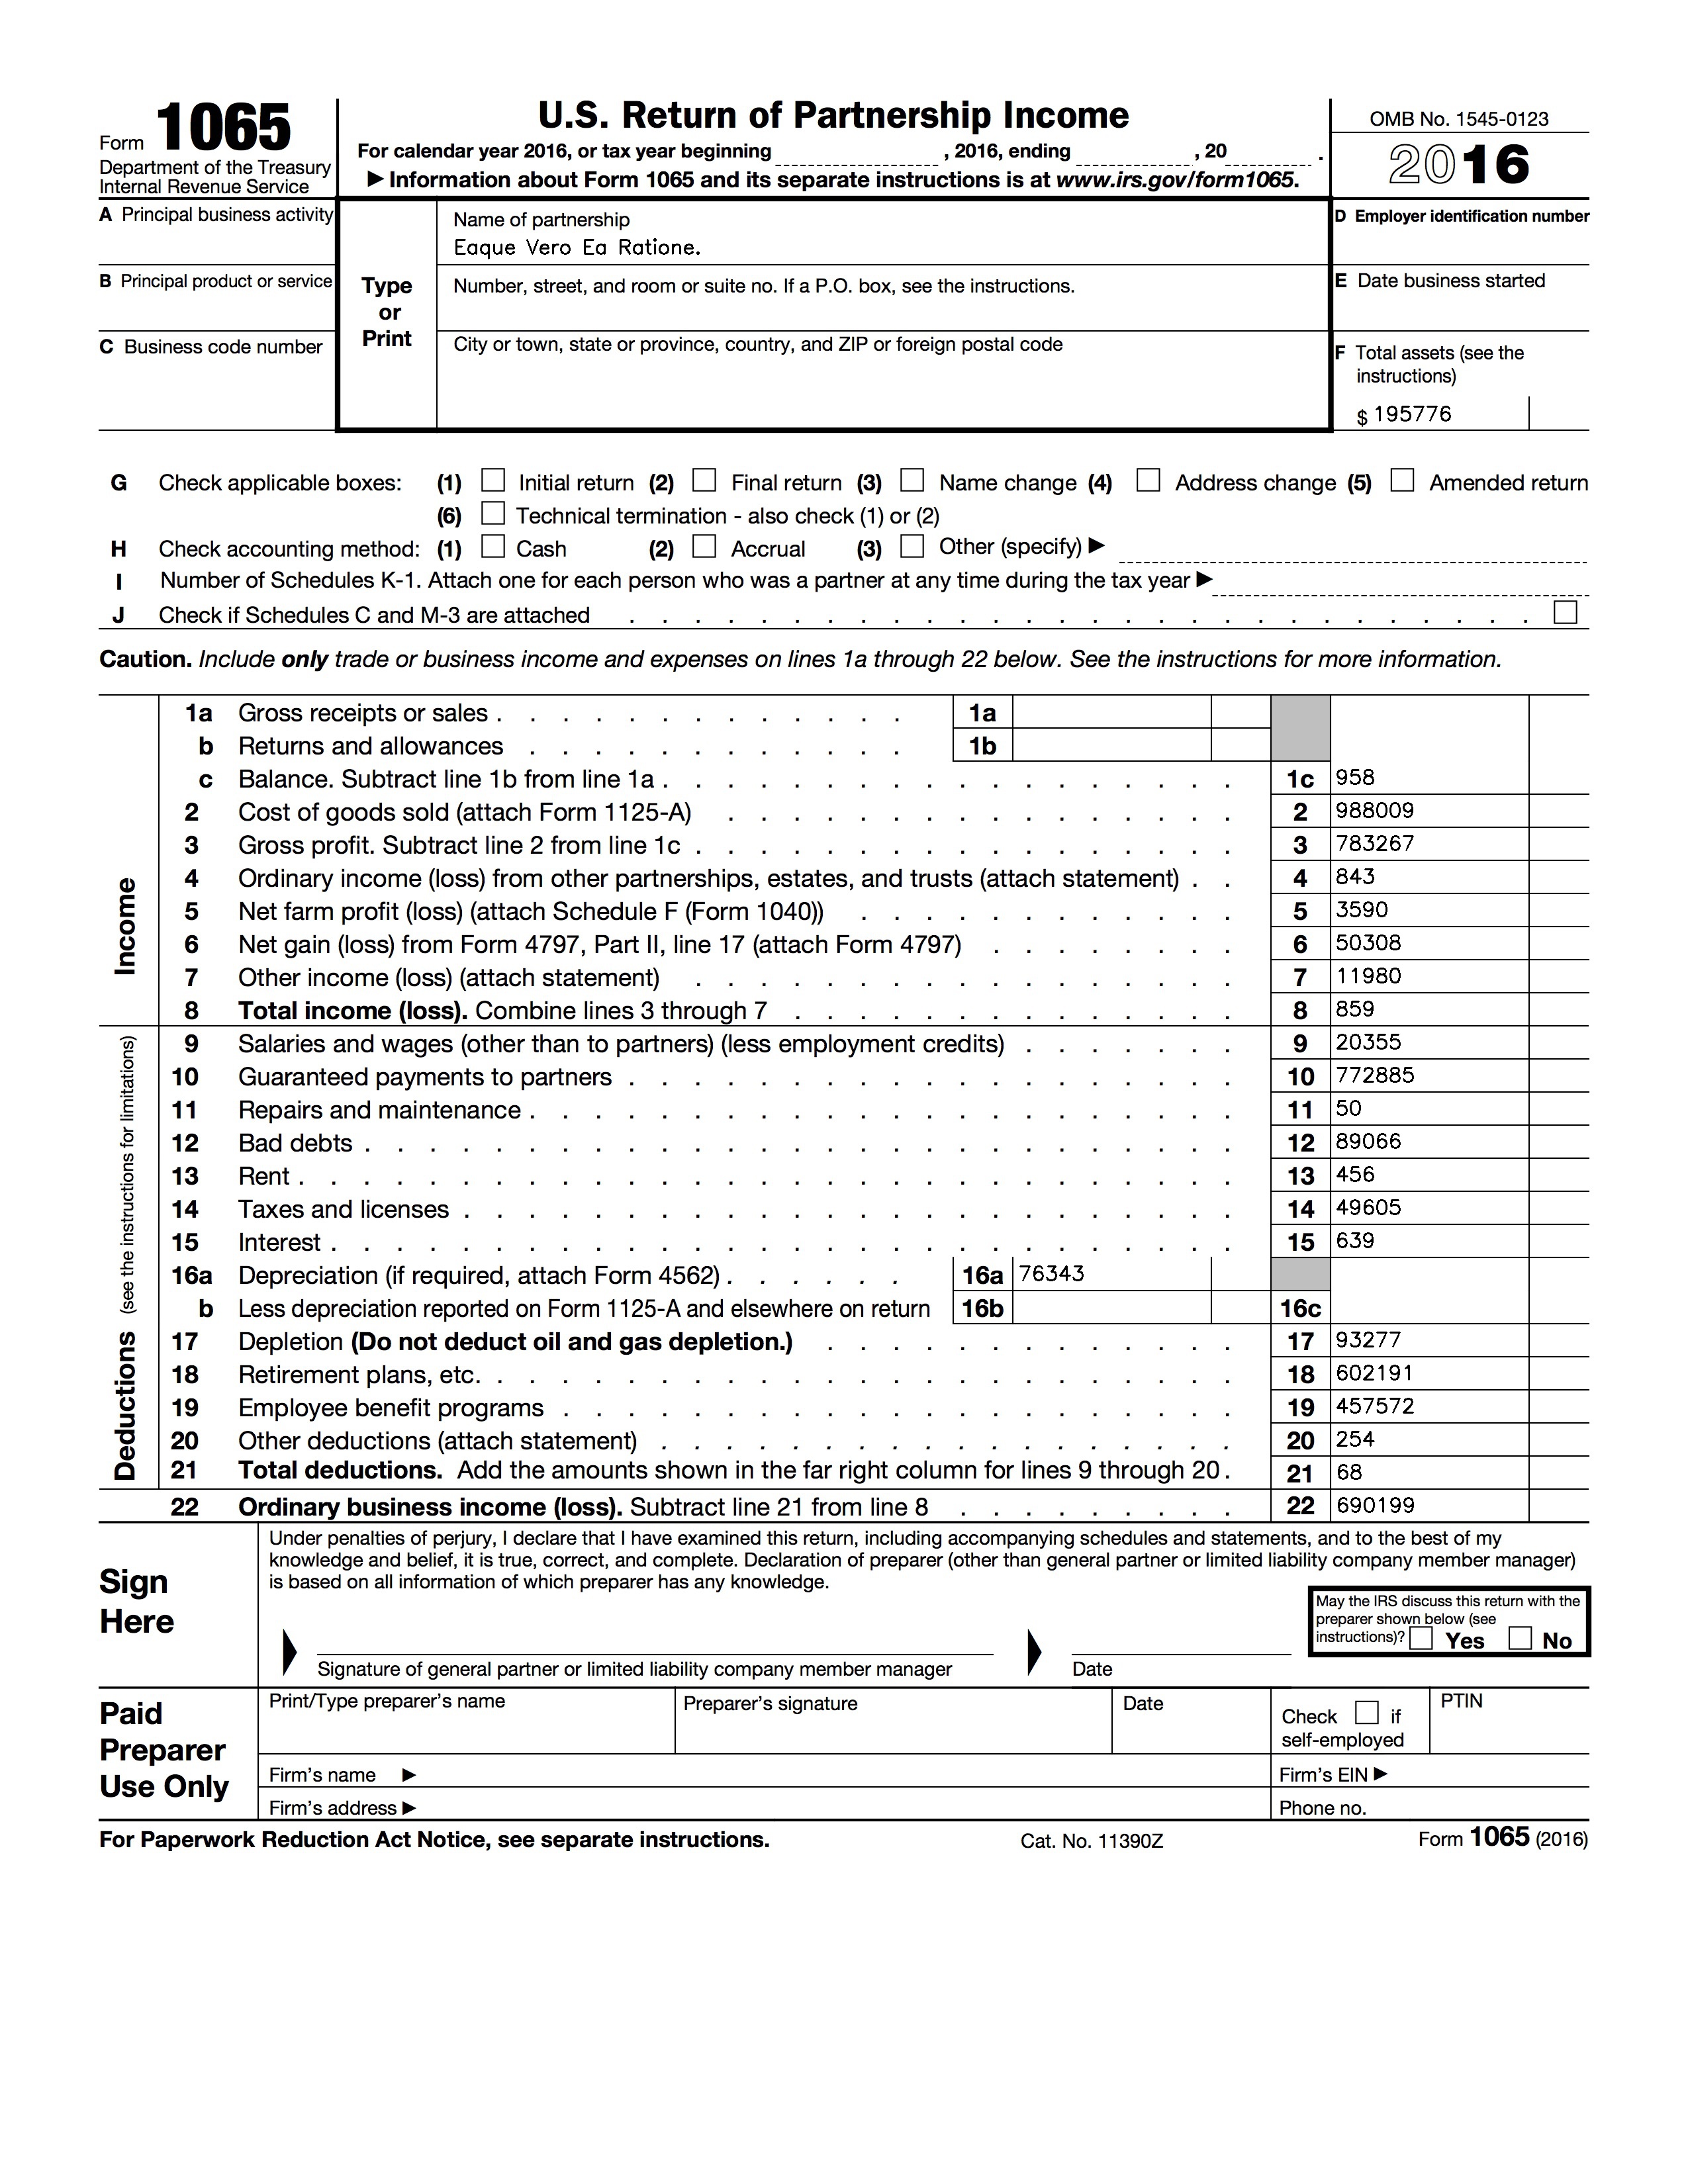 Form 1065
Department of the Treasury
Internal Revenue Service
U.S. Return of Partnership Income
For calendar year 2016, or tax year beginning , 2016, ending , 20 .
▶ Information about Form 1065 and its separate instructions is at www.irs.gov/form1065.
OMB No. 1545-0123
2016
A Principal business activity
B Principal product or service
C Business code number
Type
or
Print
Name of partnership
Eaque Vero Ea Ratione.
Number, street, and room or suite no. If a P.O. box, see the instructions.
City or town, state or province, country, and ZIP or foreign postal code
D Employer identification number
E Date business started
F Total assets (see the
instructions)
$ 195776
G Check applicable boxes: (1) Initial return (2) Final return (3) Name change (4) Address change (5) Amended return
(6) Technical termination - also check (1) or (2)
H Check accounting method: (1) Cash (2) Accrual (3) Other (specify) ▶
I Number of Schedules K-1. Attach one for each person who was a partner at any time during the tax year ▶
J Check if Schedules C and M-3 are attached
Caution. Include only trade or business income and expenses on lines 1a through 22 below. See the instructions for more information.
Income
1a Gross receipts or sales 1a
b Returns and allowances 1b
c Balance. Subtract line 1b from line 1a 1c 958
2 Cost of goods sold (attach Form 1125-A) 2 988009
3 Gross profit. Subtract line 2 from line 1c 3 783267
4 Ordinary income (loss) from other partnerships, estates, and trusts (attach statement) 4 843
5 Net farm profit (loss) (attach Schedule F (Form 1040)) 5 3590
6 Net gain (loss) from Form 4797, Part II, line 17 (attach Form 4797) 6 50308
7 Other income (loss) (attach statement) 7 11980
8 Total income (loss). Combine lines 3 through 7 8 859
Deductions (see the instructions for limitations)
9 Salaries and wages (other than to partners) (less employment credits) 9 20355
10 Guaranteed payments to partners 10 772885
11 Repairs and maintenance 11 50
12 Bad debts 12 89066
13 Rent 13 456
14 Taxes and licenses 14 49605
15 Interest 15 639
16a Depreciation (if required, attach Form 4562) 16a 76343
b Less depreciation reported on Form 1125-A and elsewhere on return 16b 16c
17 Depletion (Do not deduct oil and gas depletion.) 17 93277
18 Retirement plans, etc. 18 602191
19 Employee benefit programs 19 457572
20 Other deductions (attach statement) 20 254
21 Total deductions. Add the amounts shown in the far right column for lines 9 through 20 21 68
22 Ordinary business income (loss). Subtract line 21 from line 8 22 690199
Sign
Here
Under penalties of perjury, I declare that I have examined this return, including accompanying schedules and statements, and to the best of my
knowledge and belief, it is true, correct, and complete. Declaration of preparer (other than general partner or limited liability company member manager)
is based on all information of which preparer has any knowledge.
Signature of general partner or limited liability company member manager
Date
May the IRS discuss this return with the
preparer shown below (see
instructions)? Yes No
Paid
Preparer
Use Only
Print/Type preparer's name
Preparer's signature
Date
Check if
self-employed
PTIN
Firm's name ▶
Firm's EIN ▶
Firm's address ▶
Phone no.
For Paperwork Reduction Act Notice, see separate instructions.
Cat. No. 11390Z
Form 1065 (2016)